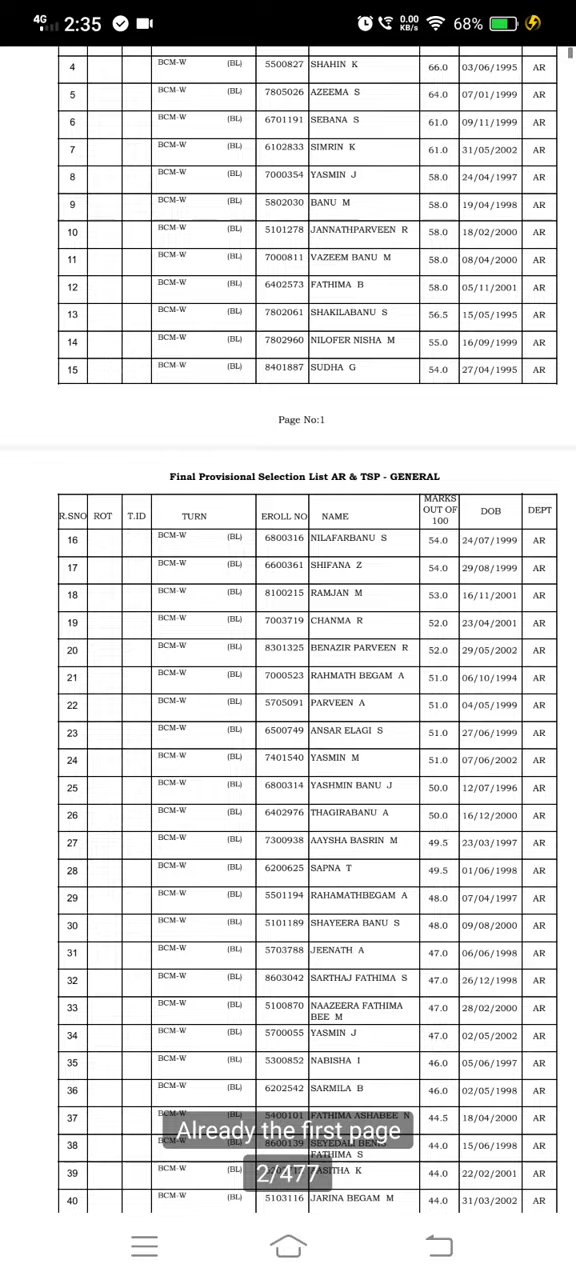 4G 2:35 0.00 KB/s 68%
4 BCM-W (BL) 5500827 SHAHIN K 66.0 03/06/1995 AR
5 BCM-W (BL) 7805026 AZEEMA S 64.0 07/01/1999 AR
6 BCM-W (BL) 6701191 SEBANA S 61.0 09/11/1999 AR
7 BCM-W (BL) 6102833 SIMRIN K 61.0 31/05/2002 AR
8 BCM-W (BL) 7000354 YASMIN J 58.0 24/04/1997 AR
9 BCM-W (BL) 5802030 BANU M 58.0 19/04/1998 AR
10 BCM-W (BL) 5101278 JANNATHPARVEEN R 58.0 18/02/2000 AR
11 BCM-W (BL) 7000811 VAZEEM BANU M 58.0 08/04/2000 AR
12 BCM-W (BL) 6402573 FATHIMA B 58.0 05/11/2001 AR
13 BCM-W (BL) 7802061 SHAKILABANU S 56.5 15/05/1995 AR
14 BCM-W (BL) 7802960 NILOFER NISHA M 55.0 16/09/1999 AR
15 BCM-W (BL) 8401887 SUDHA G 54.0 27/04/1995 AR
Page No:1
Final Provisional Selection List AR & TSP - GENERAL
R.SNO ROT T.ID TURN EROLL NO NAME MARKS OUT OF 100 DOB DEPT
16 BCM-W (BL) 6800316 NILAFARBANU S 54.0 24/07/1999 AR
17 BCM-W (BL) 6600361 SHIFANA Z 54.0 29/08/1999 AR
18 BCM-W (BL) 8100215 RAMJAN M 53.0 16/11/2001 AR
19 BCM-W (BL) 7003719 CHANMA R 52.0 23/04/2001 AR
20 BCM-W (BL) 8301325 BENAZIR PARVEEN R 52.0 29/05/2002 AR
21 BCM-W (BL) 7000523 RAHMATH BEGAM A 51.0 06/10/1994 AR
22 BCM-W (BL) 5705091 PARVEEN A 51.0 04/05/1999 AR
23 BCM-W (BL) 6500749 ANSAR ELAGI S 51.0 27/06/1999 AR
24 BCM-W (BL) 7401540 YASMIN M 51.0 07/06/2002 AR
25 BCM-W (BL) 6800314 YASHMIN BANU J 50.0 12/07/1996 AR
26 BCM-W (BL) 6402976 THAGIRABANU A 50.0 16/12/2000 AR
27 BCM-W (BL) 7300938 AAYSHA BASRIN M 49.5 23/03/1997 AR
28 BCM-W (BL) 6200625 SAPNA T 49.5 01/06/1998 AR
29 BCM-W (BL) 5501194 RAHAMATHBEGAM A 48.0 07/04/1997 AR
30 BCM-W (BL) 5101189 SHAYEERA BANU S 48.0 09/08/2000 AR
31 BCM-W (BL) 5703788 JEENATH A 47.0 06/06/1998 AR
32 BCM-W (BL) 8603042 SARTHAJ FATHIMA S 47.0 26/12/1998 AR
33 BCM-W (BL) 5100870 NAAZEERA FATHIMA BEE M 47.0 28/02/2000 AR
34 BCM-W (BL) 5700055 YASMIN J 47.0 02/05/2002 AR
35 BCM-W (BL) 5300852 NABISHA I 46.0 05/06/1997 AR
36 BCM-W (BL) 6202542 SARMILA B 46.0 02/05/1998 AR
37 BCM-W (BL) 5400101 FATHIMA ASHABEE N 44.5 18/04/2000 AR
Already the first page
38 BCM-W (BL) 8600139 FATHIMA S 44.0 15/06/1998 AR
39 BCM-W (BL) K 44.0 22/02/2001 AR
2/477
40 BCM-W (BL) 5103116 JARINA BEGAM M 44.0 31/03/2002 AR